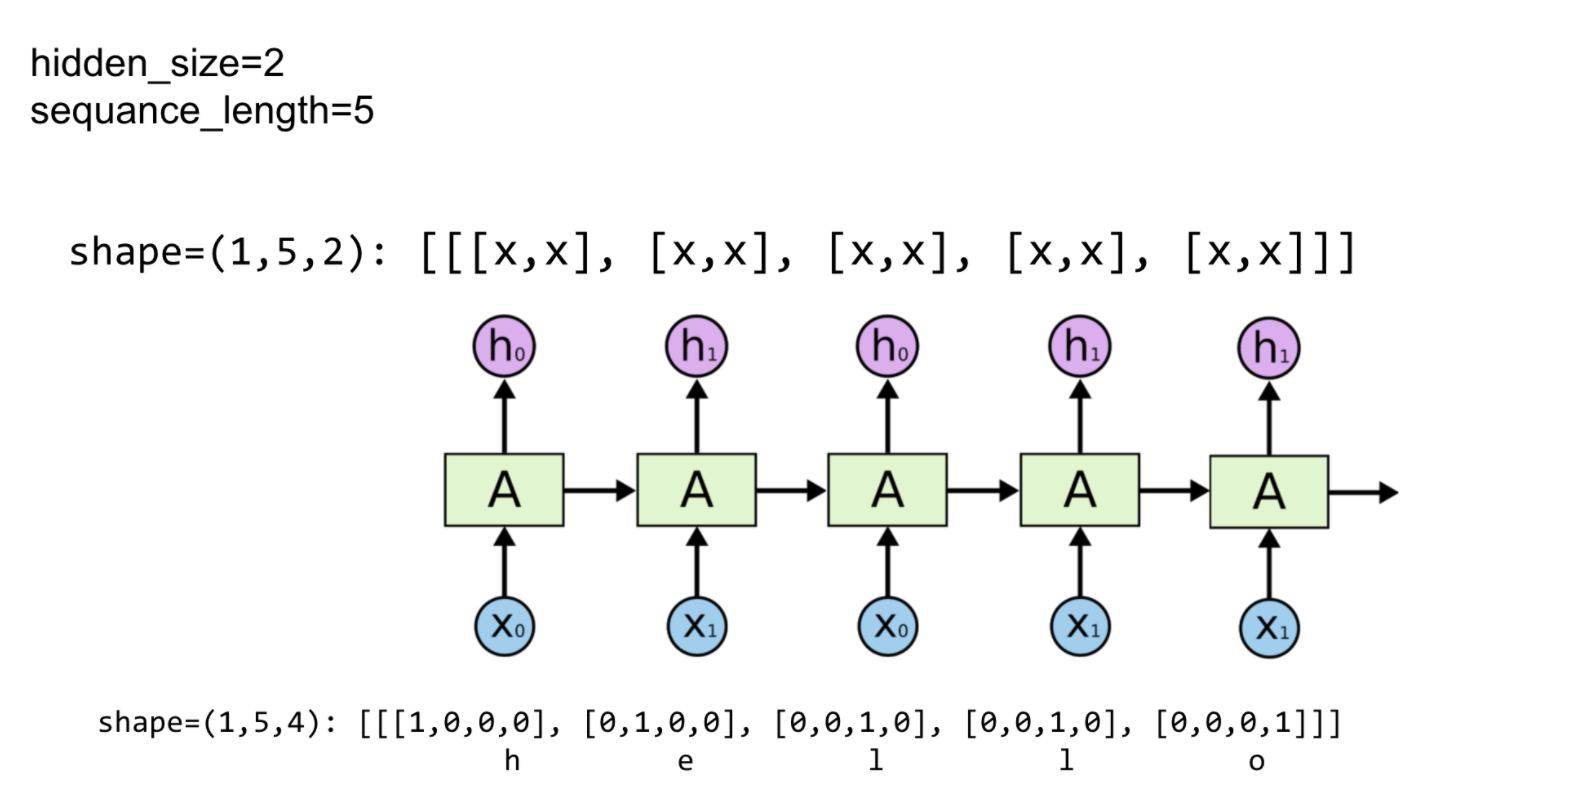 hidden_size=2
sequance_length=5
shape=(1,5,2): [[[x,x], [x,x], [x,x], [x,x], [x,x]]]
h₀ h₁ h₀ h₁ h₁
A A A A A
x₀ x₁ x₀ x₁ x₁
shape=(1,5,4): [[[1,0,0,0], [0,1,0,0], [0,0,1,0], [0,0,1,0], [0,0,0,1]]]
h e l l o